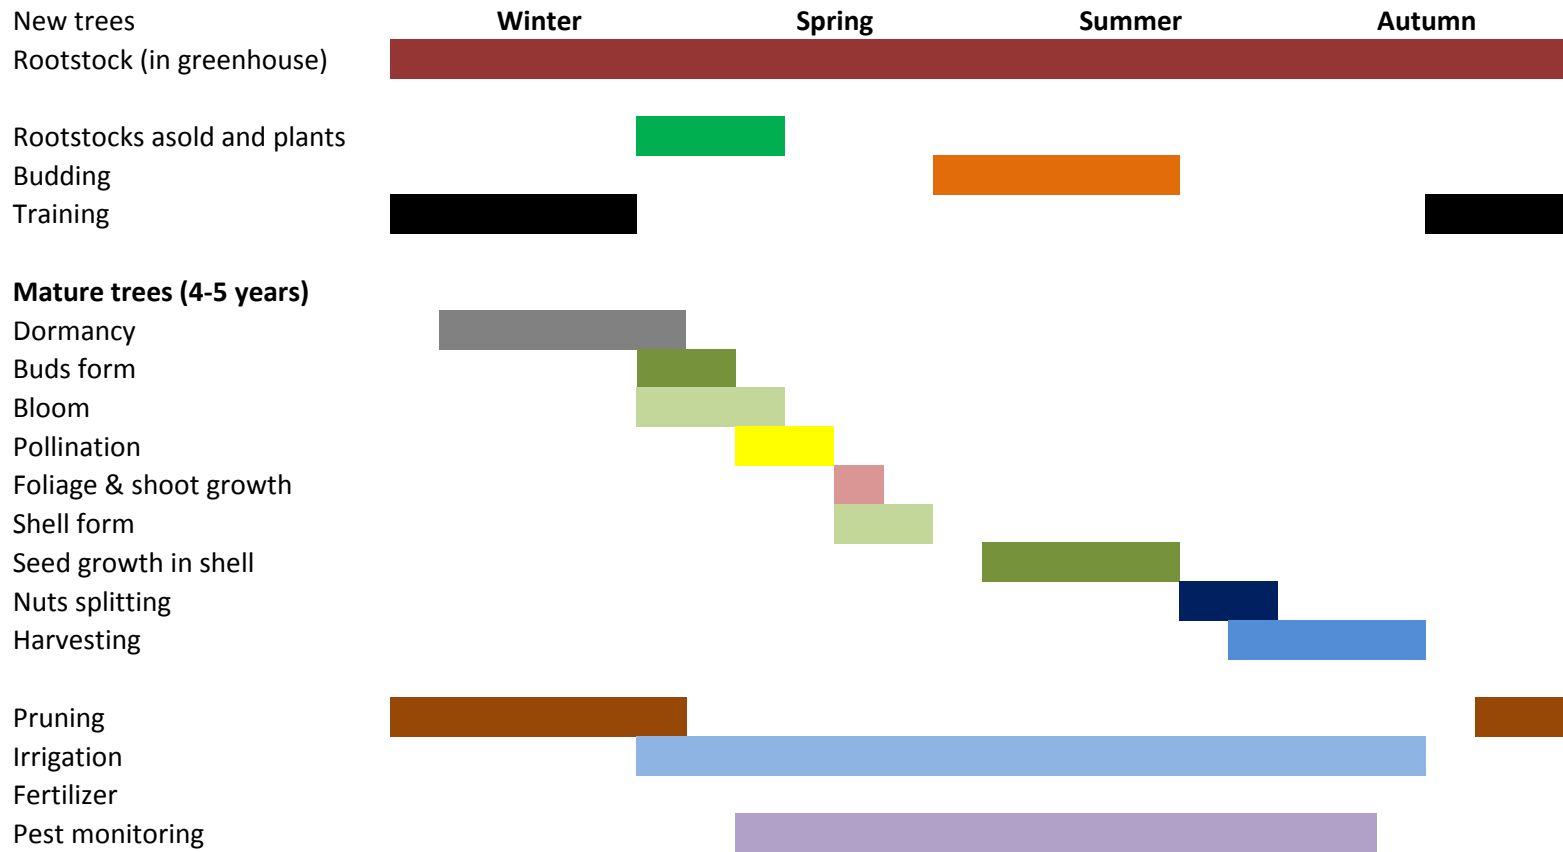 New trees Winter Spring Summer Autumn
Rootstock (in greenhouse)
Rootstocks asold and plants
Budding
Training
Mature trees (4-5 years)
Dormancy
Buds form
Bloom
Pollination
Foliage & shoot growth
Shell form
Seed growth in shell
Nuts splitting
Harvesting
Pruning
Irrigation
Fertilizer
Pest monitoring